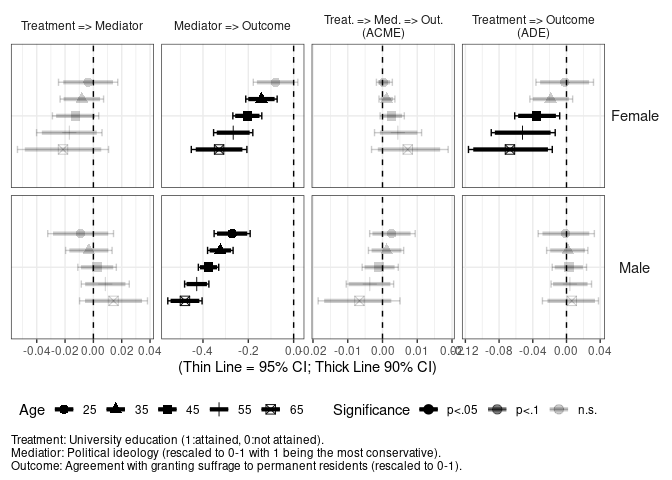 Treatment => Mediator
Mediator => Outcome
Treat. => Med. => Out.
(ACME)
Treatment => Outcome
(ADE)
Female
Male
-0.04 -0.02 0.00 0.02 0.04
-0.4 -0.2 0.0
-0.02 -0.01 0.00 0.01 0.02
-0.12 -0.08 -0.04 0.00 0.04
(Thin Line = 95% CI; Thick Line 90% CI)
Age 25 35 45 55 65 Significance p<.05 p<.1 n.s.
Treatment: University education (1:attained, 0:not attained).
Mediatior: Political ideology (rescaled to 0-1 with 1 being the most conservative).
Outcome: Agreement with granting suffrage to permanent residents (rescaled to 0-1).